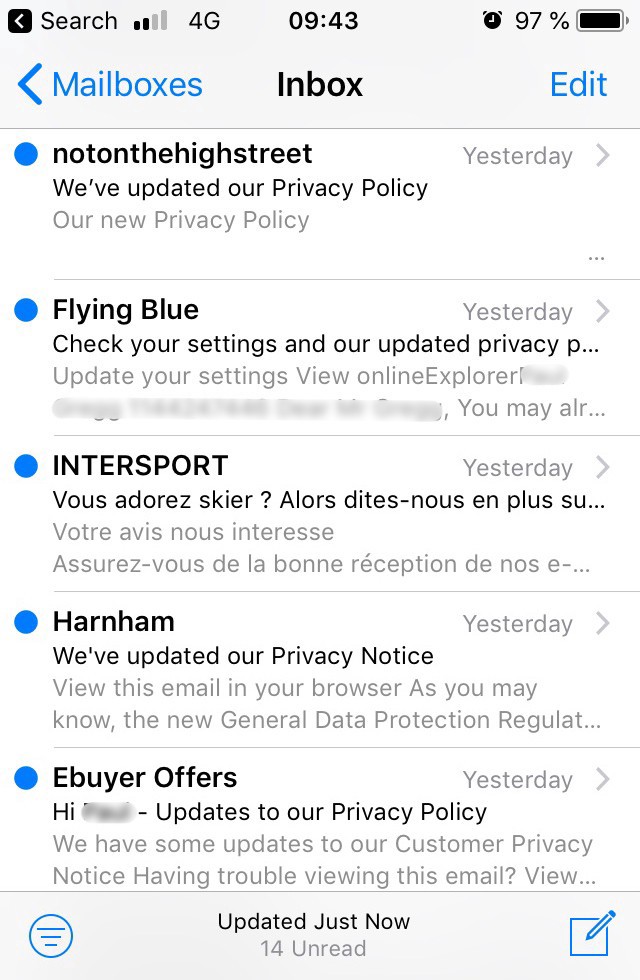 Search 4G 09:43 97 %
Mailboxes Inbox Edit
notonthehighstreet Yesterday
We’ve updated our Privacy Policy
Our new Privacy Policy
...
Flying Blue Yesterday
Check your settings and our updated privacy p...
Update your settings View onlineExplorer
, You may alr...
INTERSPORT Yesterday
Vous adorez skier ? Alors dites-nous en plus su...
Votre avis nous interesse
Assurez-vous de la bonne réception de nos e-...
Harnham Yesterday
We've updated our Privacy Notice
View this email in your browser As you may
know, the new General Data Protection Regulat...
Ebuyer Offers Yesterday
Hi - Updates to our Privacy Policy
We have some updates to our Customer Privacy
Notice Having trouble viewing this email? View...
Updated Just Now
14 Unread